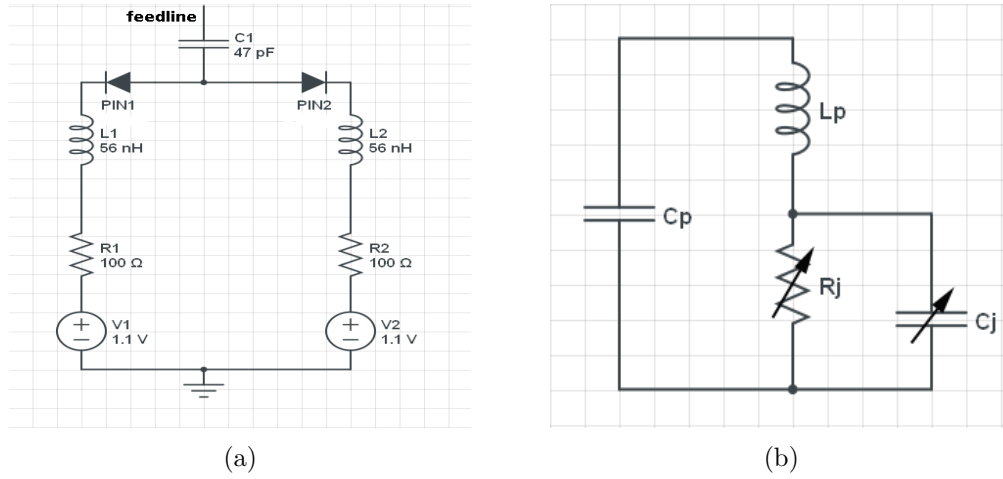 feedline
C1
47 pF
PIN1
PIN2
L1
56 nH
L2
56 nH
R1
100 Ω
R2
100 Ω
V1
1.1 V
V2
1.1 V
(a)
Lp
Cp
Rj
Cj
(b)